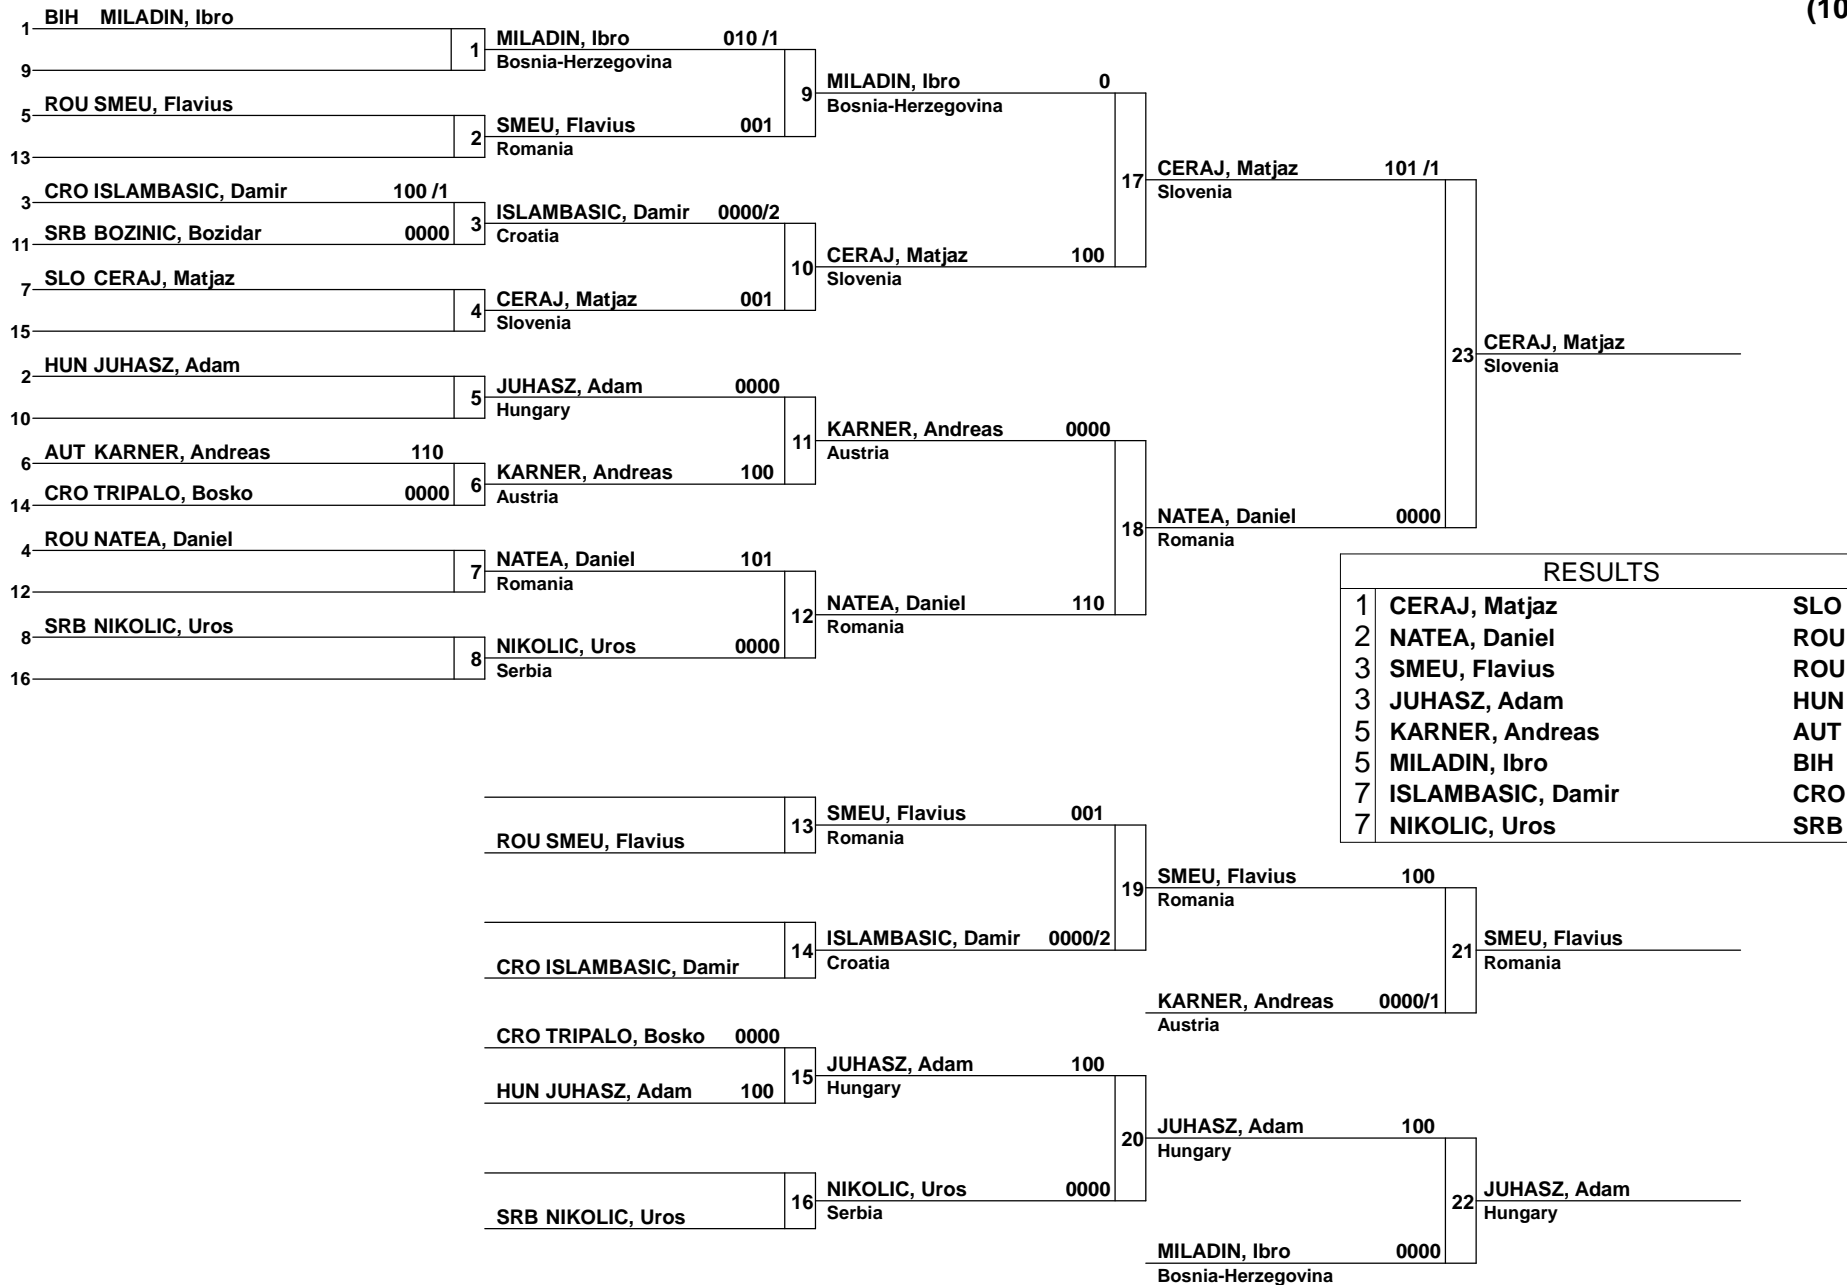 (10
1 BIH MILADIN, Ibro
9
1 MILADIN, Ibro 010 /1
Bosnia-Herzegovina
5 ROU SMEU, Flavius
13
2 SMEU, Flavius 001
Romania
9 MILADIN, Ibro 0
Bosnia-Herzegovina
3 CRO ISLAMBASIC, Damir 100 /1
11 SRB BOZINIC, Bozidar 0000
3 ISLAMBASIC, Damir 0000/2
Croatia
7 SLO CERAJ, Matjaz
15
4 CERAJ, Matjaz 001
Slovenia
10 CERAJ, Matjaz 100
Slovenia
17 CERAJ, Matjaz 101 /1
Slovenia
2 HUN JUHASZ, Adam
10
5 JUHASZ, Adam 0000
Hungary
6 AUT KARNER, Andreas 110
14 CRO TRIPALO, Bosko 0000
6 KARNER, Andreas 100
Austria
11 KARNER, Andreas 0000
Austria
4 ROU NATEA, Daniel
12
7 NATEA, Daniel 101
Romania
8 SRB NIKOLIC, Uros
16
8 NIKOLIC, Uros 0000
Serbia
12 NATEA, Daniel 110
Romania
18 NATEA, Daniel 0000
Romania
23 CERAJ, Matjaz
Slovenia
RESULTS
1 CERAJ, Matjaz SLO
2 NATEA, Daniel ROU
3 SMEU, Flavius ROU
3 JUHASZ, Adam HUN
5 KARNER, Andreas AUT
5 MILADIN, Ibro BIH
7 ISLAMBASIC, Damir CRO
7 NIKOLIC, Uros SRB
ROU SMEU, Flavius
13 SMEU, Flavius 001
Romania
CRO ISLAMBASIC, Damir
14 ISLAMBASIC, Damir 0000/2
Croatia
19 SMEU, Flavius 100
Romania
KARNER, Andreas 0000/1
Austria
21 SMEU, Flavius
Romania
CRO TRIPALO, Bosko 0000
HUN JUHASZ, Adam 100
15 JUHASZ, Adam 100
Hungary
SRB NIKOLIC, Uros
16 NIKOLIC, Uros 0000
Serbia
20 JUHASZ, Adam 100
Hungary
MILADIN, Ibro 0000
Bosnia-Herzegovina
22 JUHASZ, Adam
Hungary